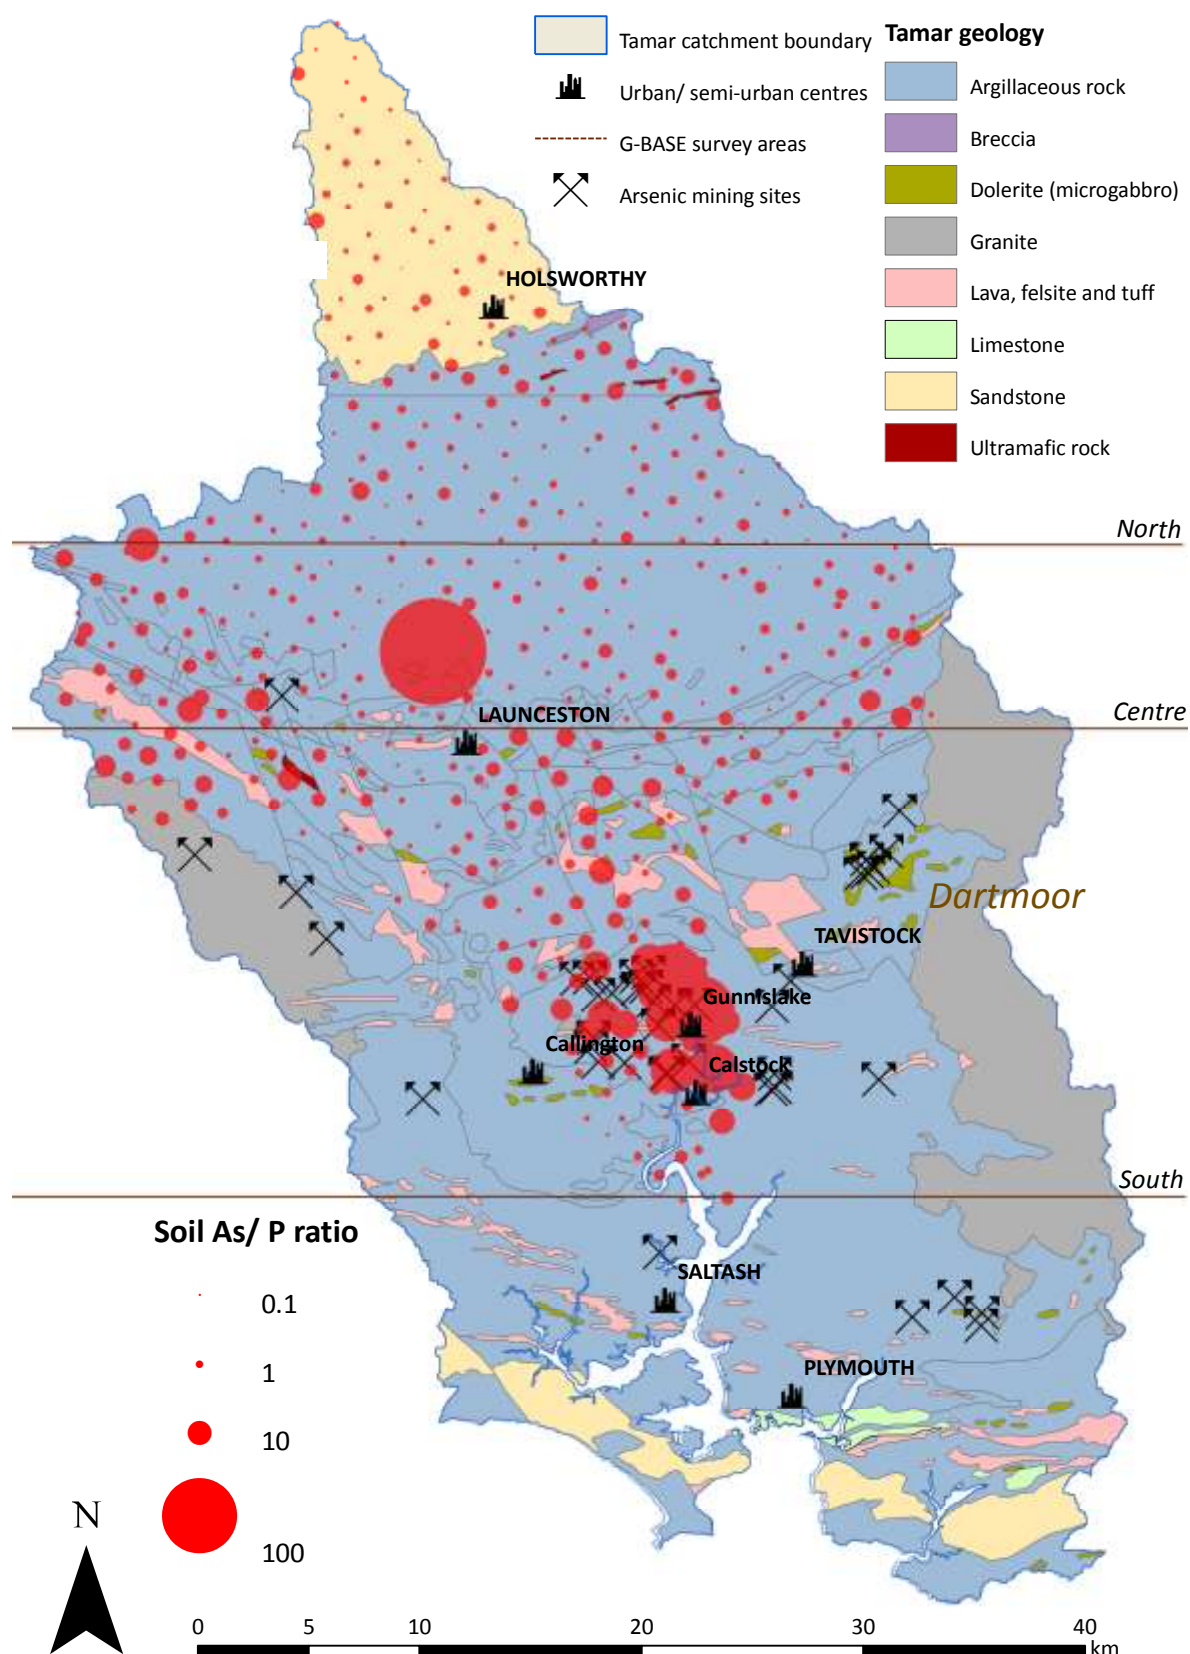 Tamar catchment boundary
Urban/ semi-urban centres
G-BASE survey areas
Arsenic mining sites
Tamar geology
Argillaceous rock
Breccia
Dolerite (microgabbro)
Granite
Lava, felsite and tuff
Limestone
Sandstone
Ultramafic rock
HOLSWORTHY
North
LAUNCESTON
Centre
Dartmoor
TAVISTOCK
Gunnislake
Callington
Calstock
South
Soil As/ P ratio
0.1
1
10
100
SALTASH
PLYMOUTH
N
0 5 10 20 30 40
km